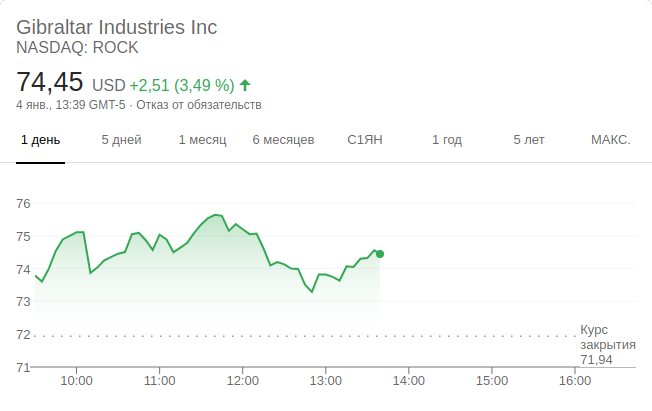 Gibraltar Industries Inc
NASDAQ: ROCK
74,45 USD +2,51 (3,49 %)
4 янв., 13:39 GMT-5 · Отказ от обязательств
1 день 5 дней 1 месяц 6 месяцев С1ЯН 1 год 5 лет МАКС.
76
75
74
73
72
71
Курс
закрытия
71,94
10:00 11:00 12:00 13:00 14:00 15:00 16:00